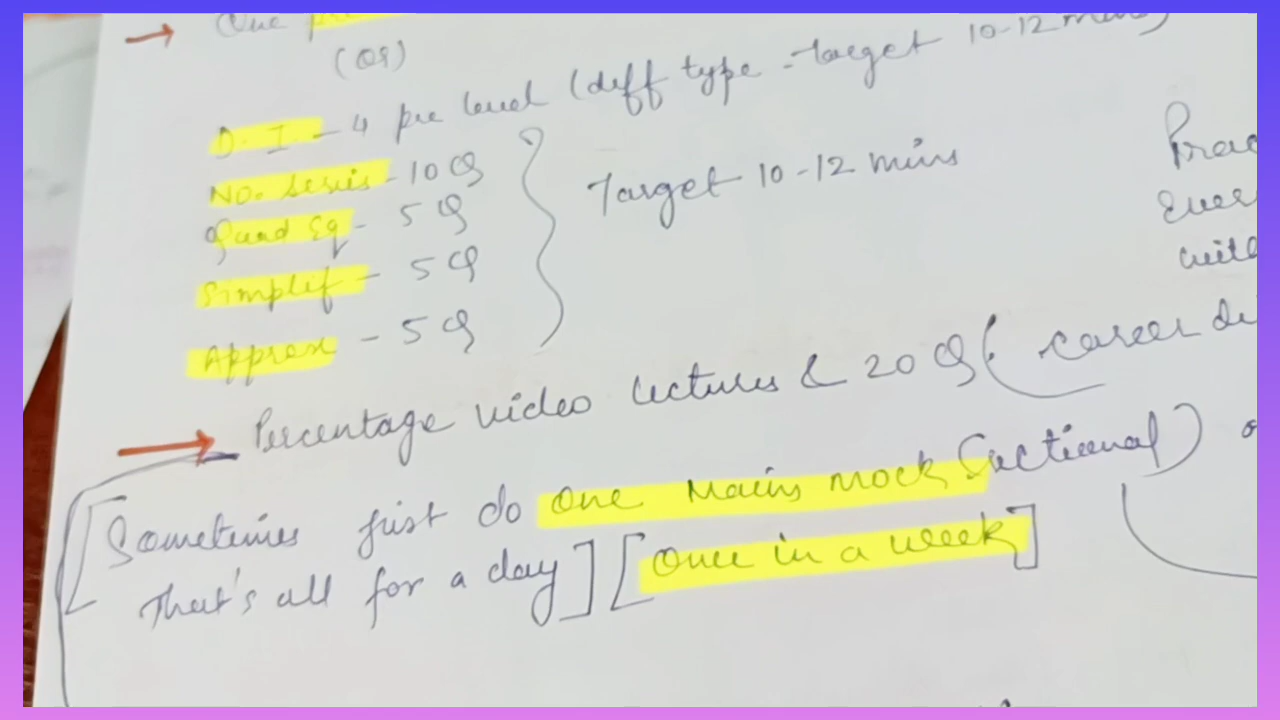 One
(OR)
D. I. - 4 pre level (diff type - Target 10-12 mins)
No. series - 10 Q
Quad Eq - 5 Q
Simplif - 5 Q
Approx - 5 Q
Target 10-12 mins
Percentage video lectures & 20 Q (career
[Sometimes just do one Mains mock (sectional)
That's all for a day] [Once in a week]